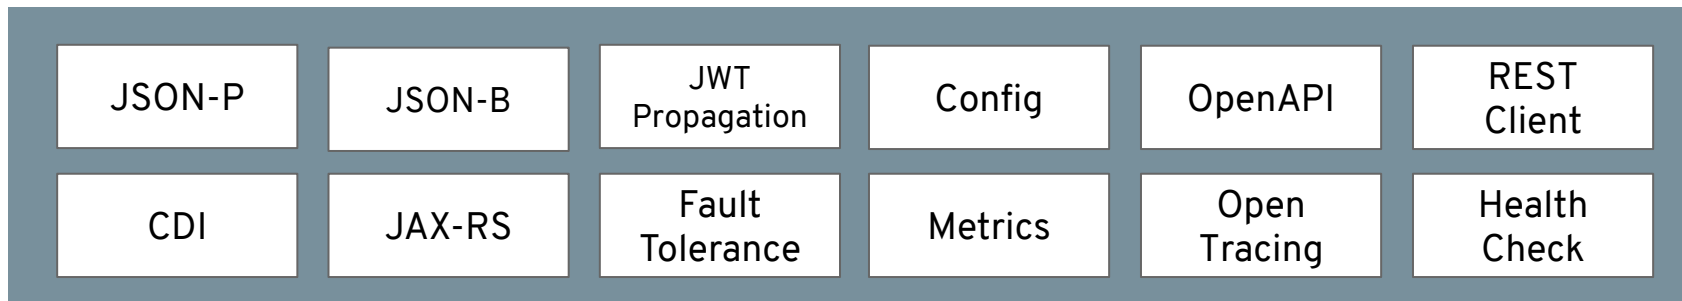 JSON-P
JSON-B
JWT
Propagation
Config
OpenAPI
REST
Client
CDI
JAX-RS
Fault
Tolerance
Metrics
Open
Tracing
Health
Check